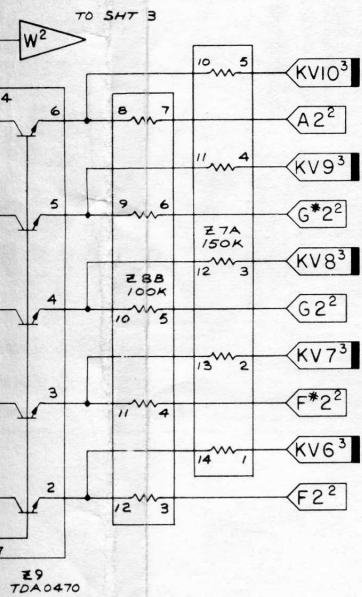 TO SHT 3
W²
10 5 KV10³
4
6 8 7 A2²
11 4 KV9³
5 9 6 G*2²
Z7A
150K
12 3 KV8³
Z8B
100K
4 10 5 G2²
13 2 KV7³
3 11 4 F*2²
14 1 KV6³
2 12 3 F2²
7
Z9
TDA0470